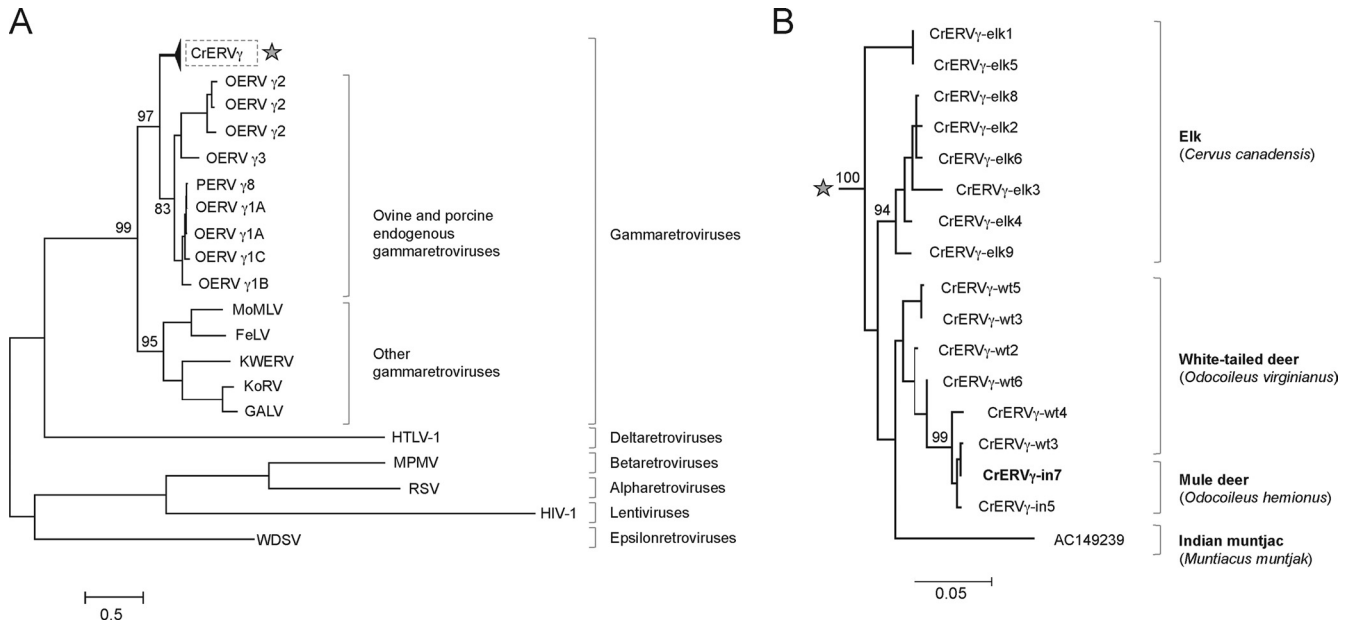 A
CrERVγ
OERV γ2
OERV γ2
OERV γ2
OERV γ3
PERV γ8
OERV γ1A
OERV γ1A
OERV γ1C
OERV γ1B
MoMLV
FeLV
KWERV
KoRV
GALV
HTLV-1
MPMV
RSV
HIV-1
WDSV
97
83
99
95
Ovine and porcine
endogenous
gammaretroviruses
Other
gammaretroviruses
Gammaretroviruses
Deltaretroviruses
Betaretroviruses
Alpharetroviruses
Lentiviruses
Epsilonretroviruses
0.5
B
CrERVγ-elk1
CrERVγ-elk5
CrERVγ-elk8
CrERVγ-elk2
CrERVγ-elk6
CrERVγ-elk3
CrERVγ-elk4
CrERVγ-elk9
CrERVγ-wt5
CrERVγ-wt3
CrERVγ-wt2
CrERVγ-wt6
CrERVγ-wt4
CrERVγ-wt3
CrERVγ-in7
CrERVγ-in5
AC149239
100
94
99
Elk
(Cervus canadensis)
White-tailed deer
(Odocoileus virginianus)
Mule deer
(Odocoileus hemionus)
Indian muntjac
(Muntiacus muntjak)
0.05